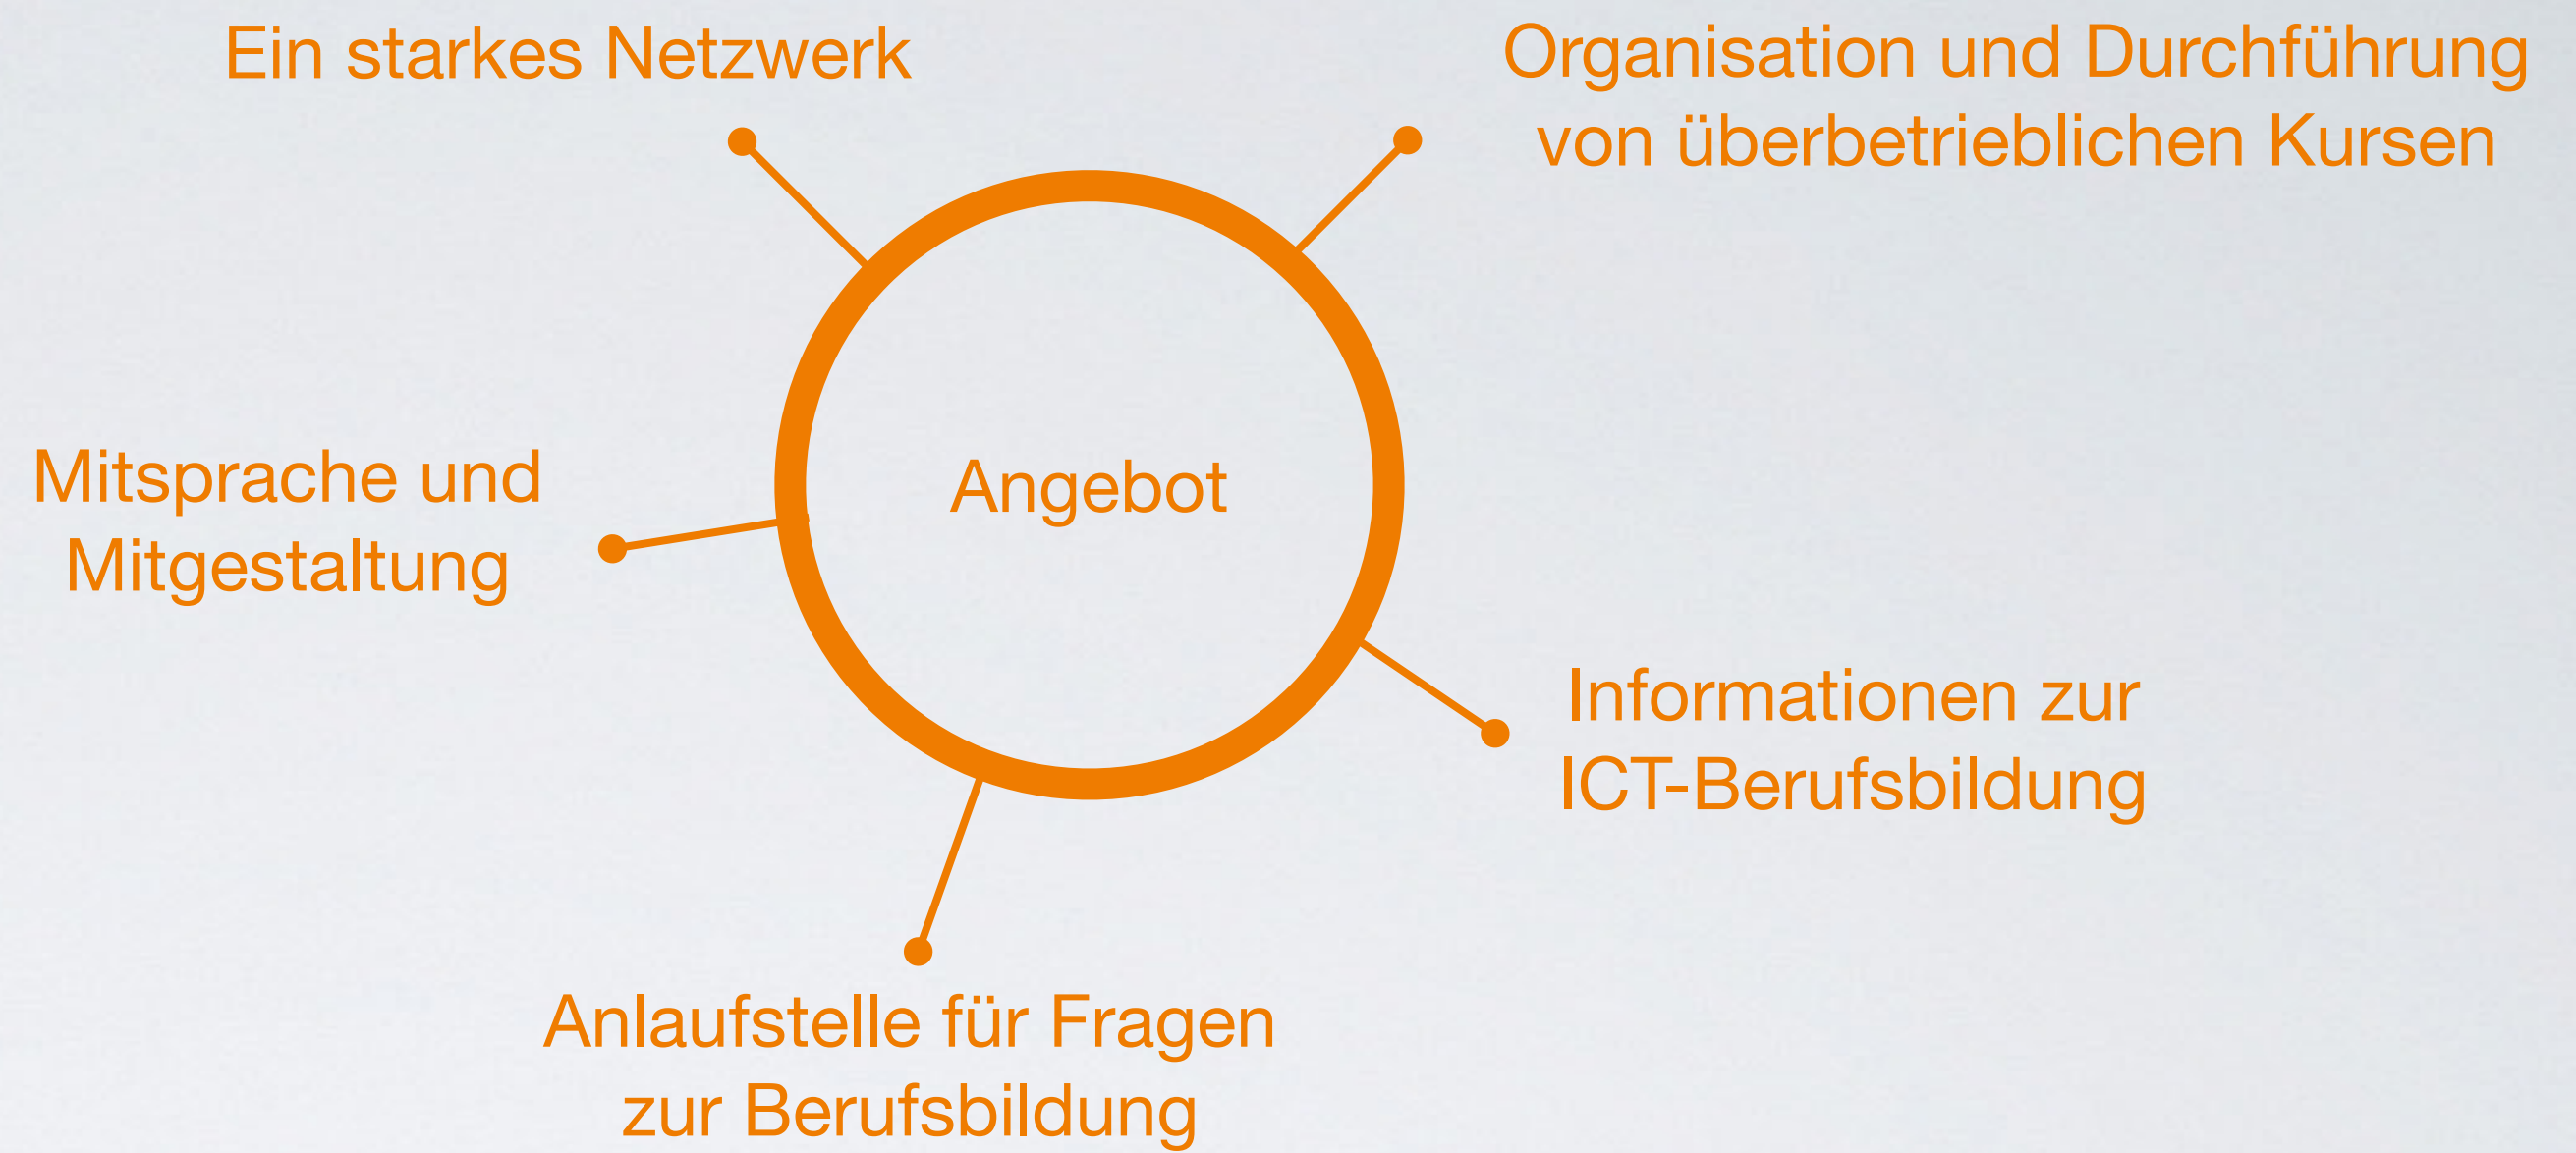 Ein starkes Netzwerk
Organisation und Durchführung
von überbetrieblichen Kursen
Mitsprache und
Mitgestaltung
Angebot
Informationen zur
ICT-Berufsbildung
Anlaufstelle für Fragen
zur Berufsbildung